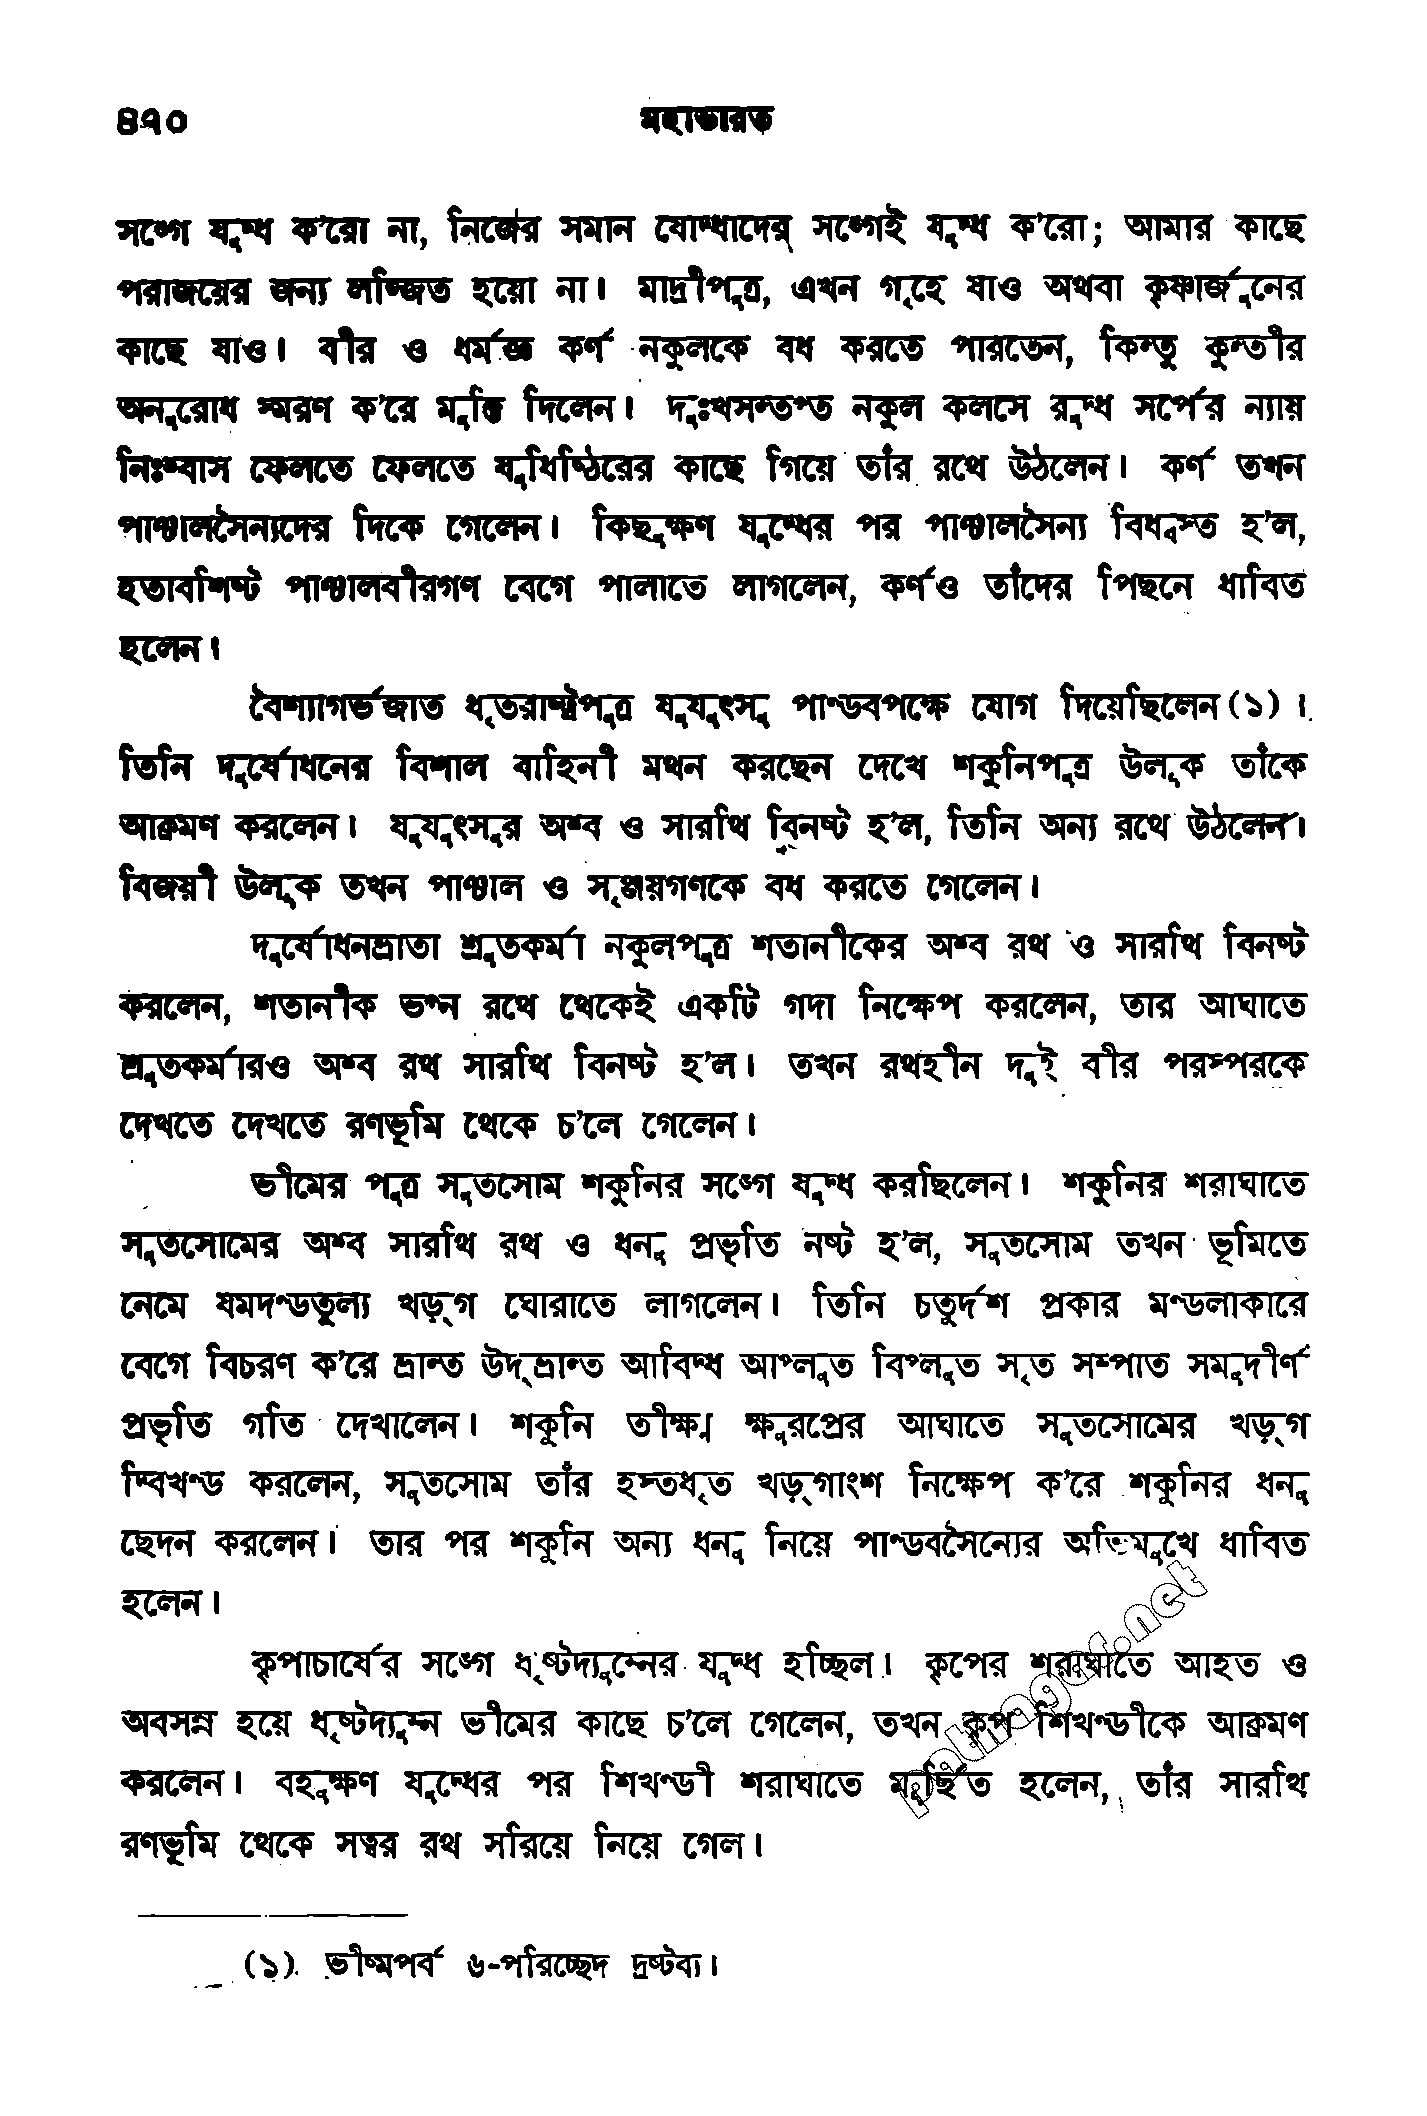 ৪৭০ মহাভারত
সঙ্গে যুদ্ধ ক'রো না, নিজের সমান যোদ্ধাদের সঙ্গেই যুদ্ধ ক'রো; আমার কাছে
পরাজয়ের জন্য লজ্জিত হয়ো না। মাদ্রীপুত্র, এখন গৃহে যাও অথবা কৃষ্ণার্জুনের
কাছে যাও। বীর ও ধর্মজ্ঞ কর্ণ নকুলকে বধ করতে পারতেন, কিন্তু কুন্তীর
অনুরোধ স্মরণ ক'রে মুক্তি দিলেন। দুঃখসন্তপ্ত নকুল কলসে রুদ্ধ সর্পের ন্যায়
নিঃশ্বাস ফেলতে ফেলতে যুধিষ্ঠিরের কাছে গিয়ে তাঁর রথে উঠলেন। কর্ণ তখন
পাঞ্চালসৈন্যদের দিকে গেলেন। কিছুক্ষণ যুদ্ধের পর পাঞ্চালসৈন্য বিধ্বস্ত হ'ল,
হতাবশিষ্ট পাঞ্চালবীরগণ বেগে পালাতে লাগলেন, কর্ণও তাঁদের পিছনে ধাবিত
হলেন।
বৈশ্যাগর্ভজাত ধৃতরাষ্ট্রপুত্র যুযুৎসু পাণ্ডবপক্ষে যোগ দিয়েছিলেন(১)।
তিনি দুর্যোধনের বিশাল বাহিনী মথন করছেন দেখে শকুনিপুত্র উলূক তাঁকে
আক্রমণ করলেন। যুযুৎসুর অশ্ব ও সারথি বিনষ্ট হ'ল, তিনি অন্য রথে উঠলেন।
বিজয়ী উলূক তখন পাঞ্চাল ও সৃঞ্জয়গণকে বধ করতে গেলেন।
দুর্যোধনভ্রাতা শ্রুতকর্মা নকুলপুত্র শতানীকের অশ্ব রথ ও সারথি বিনষ্ট
করলেন, শতানীক ভগ্ন রথে থেকেই একটি গদা নিক্ষেপ করলেন, তার আঘাতে
শ্রুতকর্মারও অশ্ব রথ সারথি বিনষ্ট হ'ল। তখন রথহীন দুই বীর পরস্পরকে
দেখতে দেখতে রণভূমি থেকে চ'লে গেলেন।
ভীমের পুত্র সুতসোম শকুনির সঙ্গে যুদ্ধ করছিলেন। শকুনির শরাঘাতে
সুতসোমের অশ্ব সারথি রথ ও ধনু প্রভৃতি নষ্ট হ'ল, সুতসোম তখন ভূমিতে
নেমে যমদণ্ডতুল্য খড়্‌গ ঘোরাতে লাগলেন। তিনি চতুর্দশ প্রকার মণ্ডলাকারে
বেগে বিচরণ ক'রে ভ্রান্ত উদ্‌ভ্রান্ত আবিদ্ধ আপ্লুত বিপ্লুত সৃত সম্পাত সমুদীর্ণ
প্রভৃতি গতি দেখালেন। শকুনি তীক্ষ্ণ ক্ষুরপ্রের আঘাতে সুতসোমের খড়্‌গ
দ্বিখণ্ড করলেন, সুতসোম তাঁর হস্তধৃত খড়্‌গাংশ নিক্ষেপ ক'রে শকুনির ধনু
ছেদন করলেন। তার পর শকুনি অন্য ধনু নিয়ে পাণ্ডবসৈন্যের অভিমুখে ধাবিত
হলেন।
কৃপাচার্যের সঙ্গে ধৃষ্টদ্যুম্নের যুদ্ধ হচ্ছিল। কৃপের শরাঘাতে আহত ও
অবসন্ন হয়ে ধৃষ্টদ্যুম্ন ভীমের কাছে চ'লে গেলেন, তখন কৃপ শিখণ্ডীকে আক্রমণ
করলেন। বহুক্ষণ যুদ্ধের পর শিখণ্ডী শরাঘাতে মূর্ছিত হলেন, তাঁর সারথি
রণভূমি থেকে সত্বর রথ সরিয়ে নিয়ে গেল।
(১) ভীষ্মপর্ব ৬-পরিচ্ছেদ দ্রষ্টব্য।